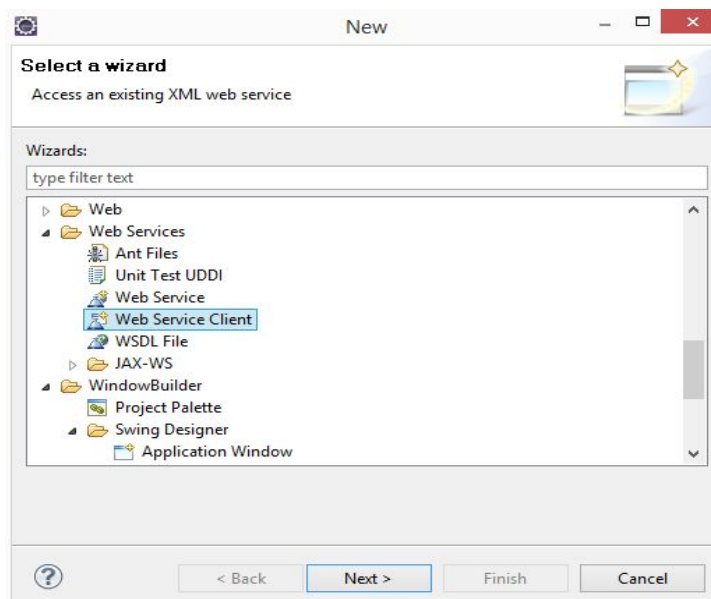 New
Select a wizard
Access an existing XML web service
Wizards:
type filter text
Web
Web Services
Ant Files
Unit Test UDDI
Web Service
Web Service Client
WSDL File
JAX-WS
WindowBuilder
Project Palette
Swing Designer
Application Window
? < Back Next > Finish Cancel